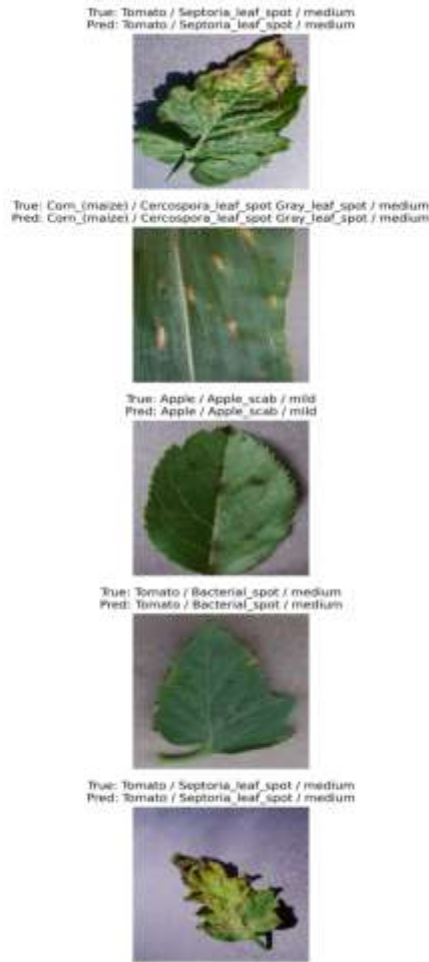 True: Tomato / Septoria_leaf_spot / medium
Pred: Tomato / Septoria_leaf_spot / medium
True: Corn_(maize) / Cercospora_leaf_spot Gray_leaf_spot / medium
Pred: Corn_(maize) / Cercospora_leaf_spot Gray_leaf_spot / medium
True: Apple / Apple_scab / mild
Pred: Apple / Apple_scab / mild
True: Tomato / Bacterial_spot / medium
Pred: Tomato / Bacterial_spot / medium
True: Tomato / Septoria_leaf_spot / medium
Pred: Tomato / Septoria_leaf_spot / medium